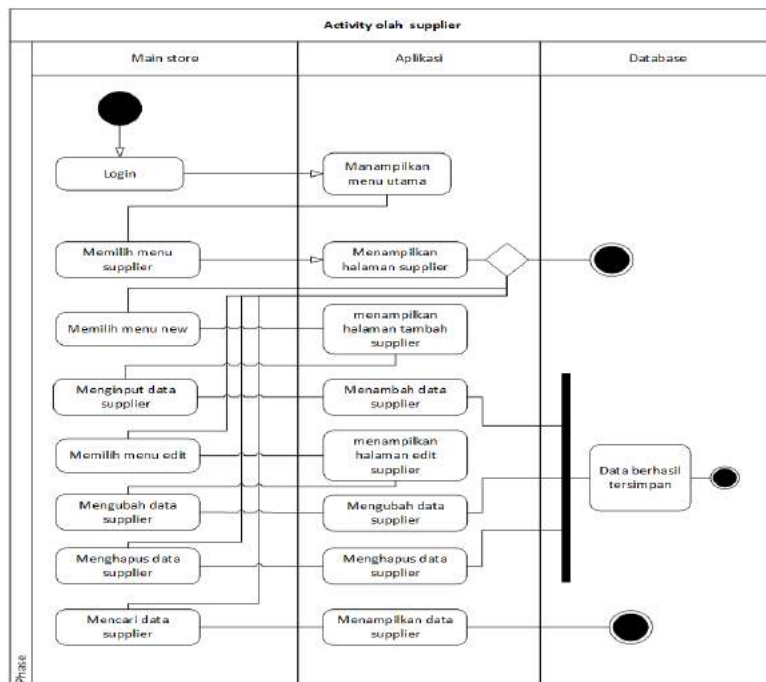 Activity olah supplier
Main store
Aplikasi
Database
Login
Manampilkan
menu utama
Memilih menu
supplier
Menampilkan
halaman supplier
Memilih menu new
menampilkan
halaman tambah
supplier
Menginput data
supplier
Menambah data
supplier
Memilih menu edit
menampilkan
halaman edit
supplier
Data berhasil
tersimpan
Mengubah data
supplier
Mengubah data
supplier
Menghapus data
supplier
Menghapus data
supplier
Mencari data
supplier
Menampilkan data
supplier
Phase